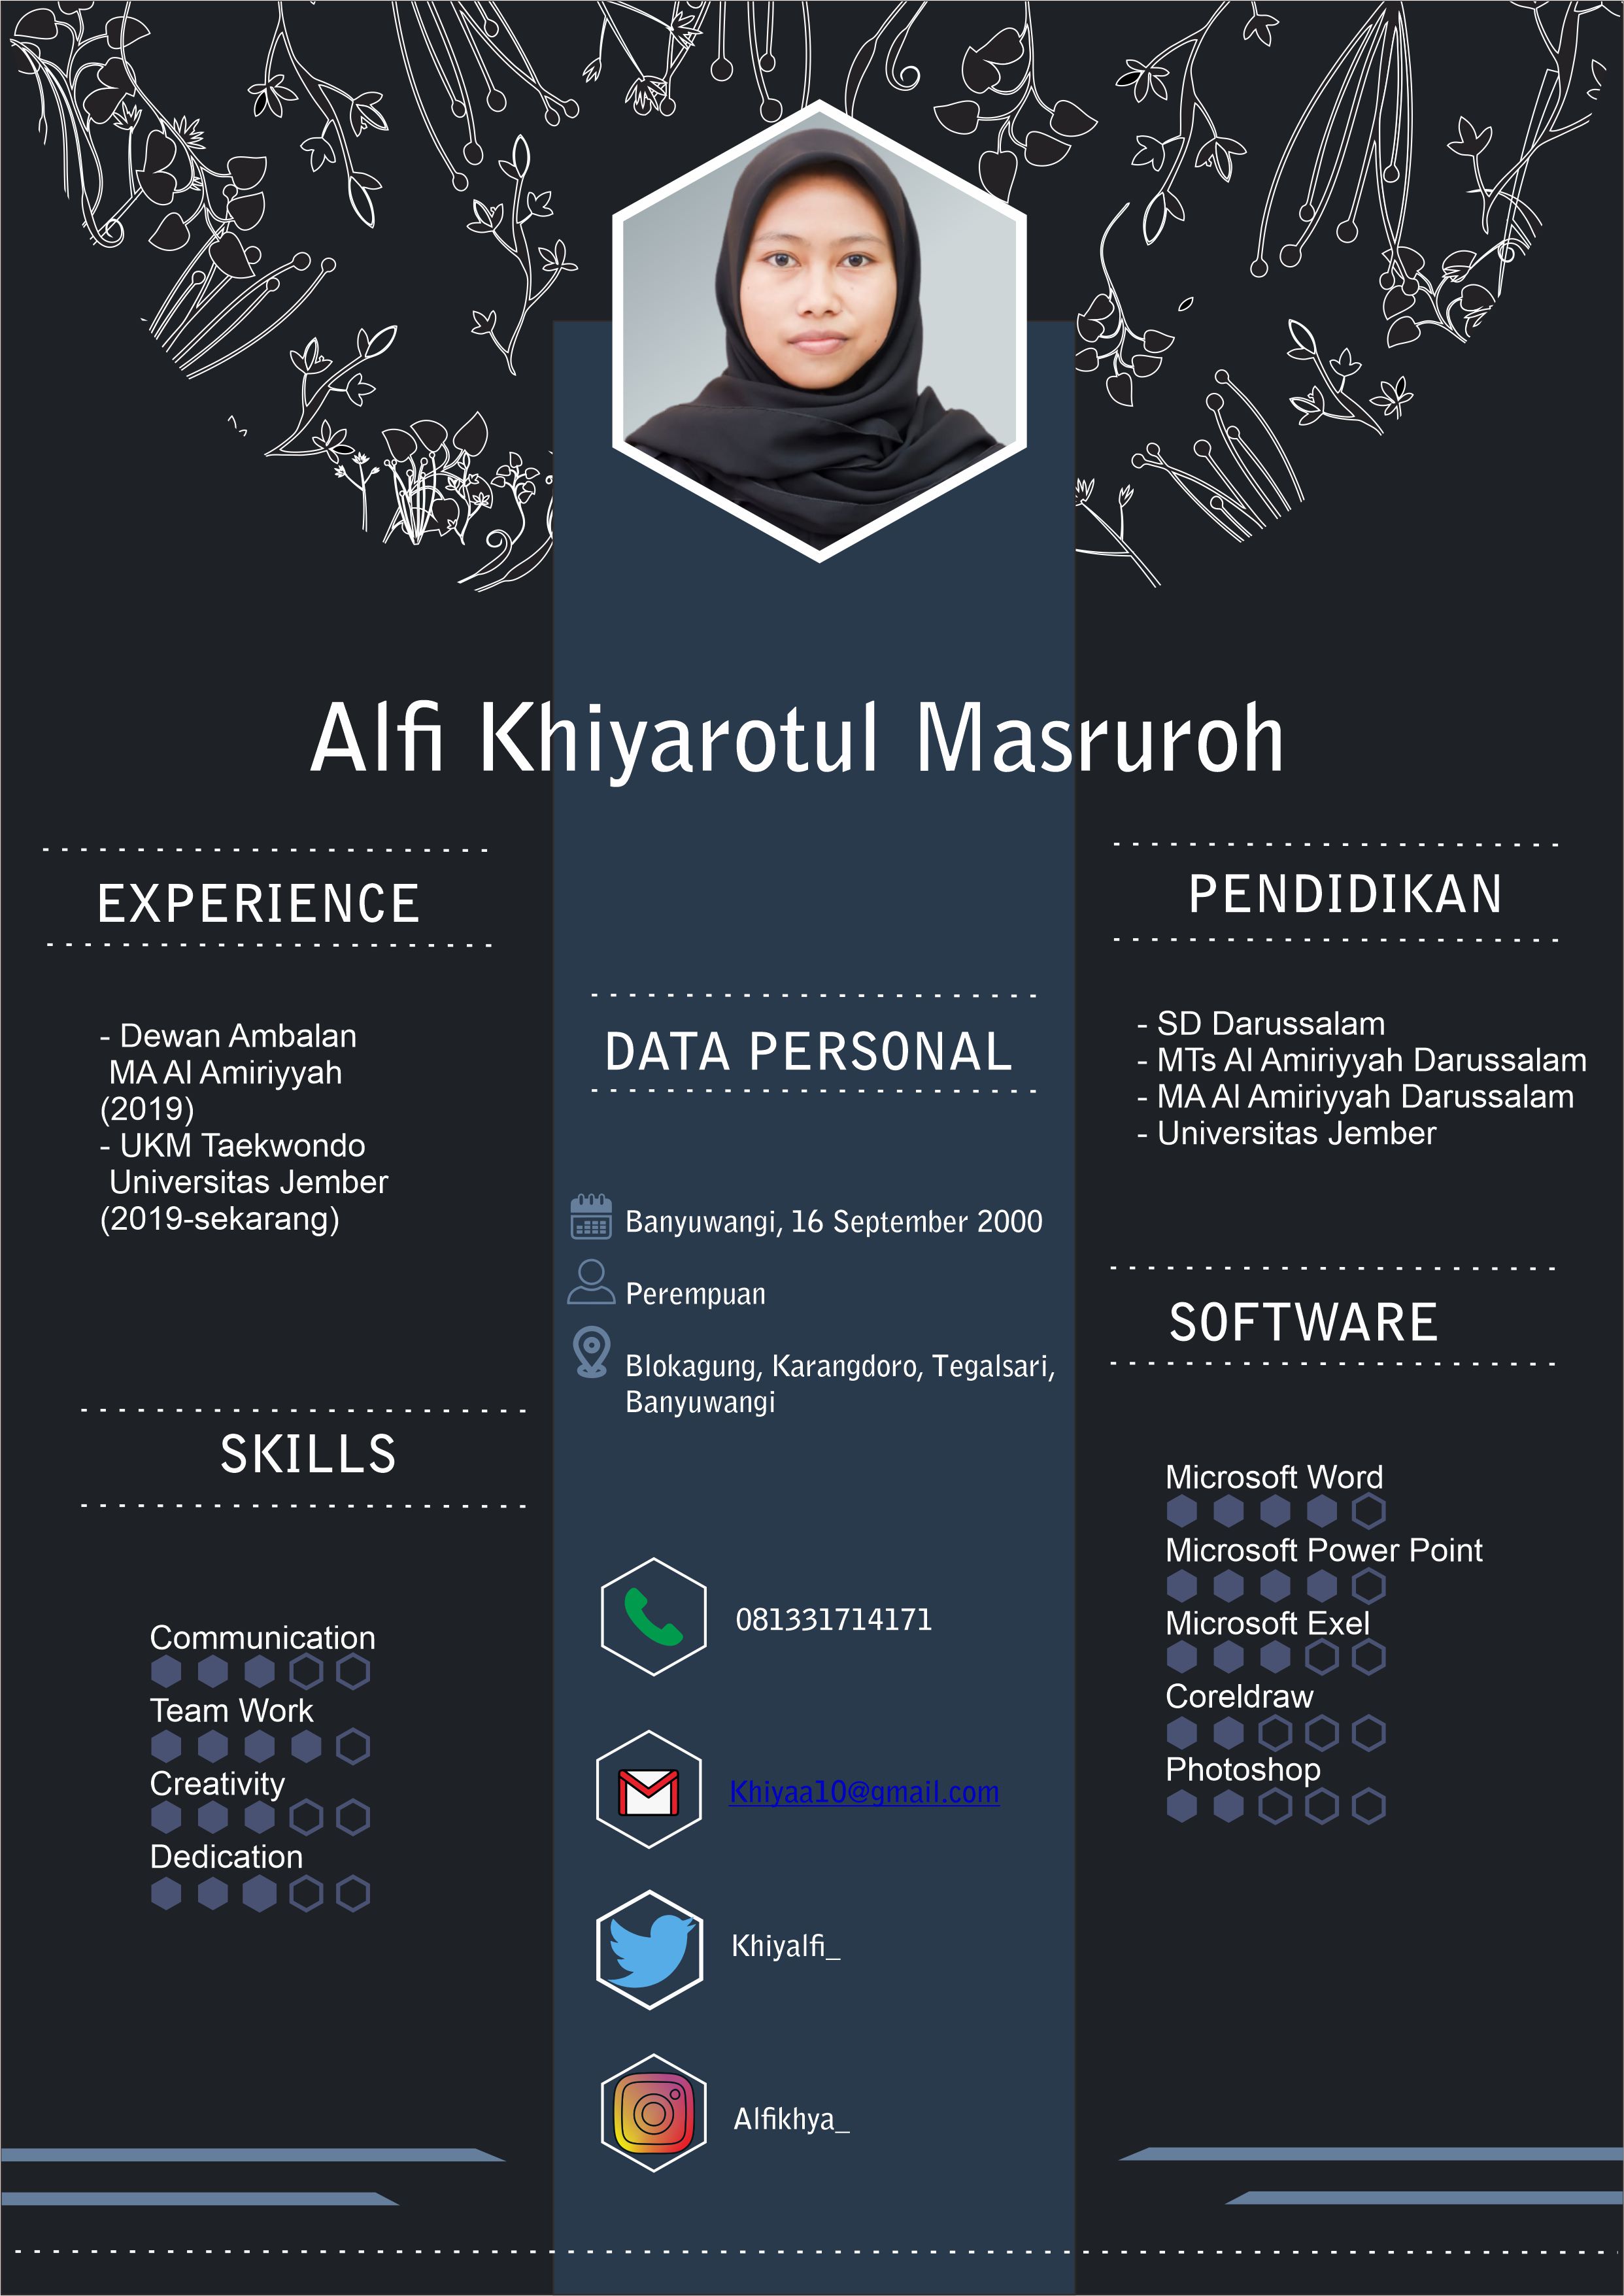 Alfi Khiyarotul Masruroh
EXPERIENCE
- Dewan Ambalan
MA Al Amiriyyah
(2019)
- UKM Taekwondo
Universitas Jember
(2019-sekarang)
SKILLS
Communication
Team Work
Creativity
Dedication
DATA PERSONAL
Banyuwangi, 16 September 2000
Perempuan
Blokagung, Karangdoro, Tegalsari,
Banyuwangi
081331714171
Khiyaa10@gmail.com
Khiyalfi_
Alfikhya_
PENDIDIKAN
- SD Darussalam
- MTs Al Amiriyyah Darussalam
- MA Al Amiriyyah Darussalam
- Universitas Jember
SOFTWARE
Microsoft Word
Microsoft Power Point
Microsoft Exel
Coreldraw
Photoshop